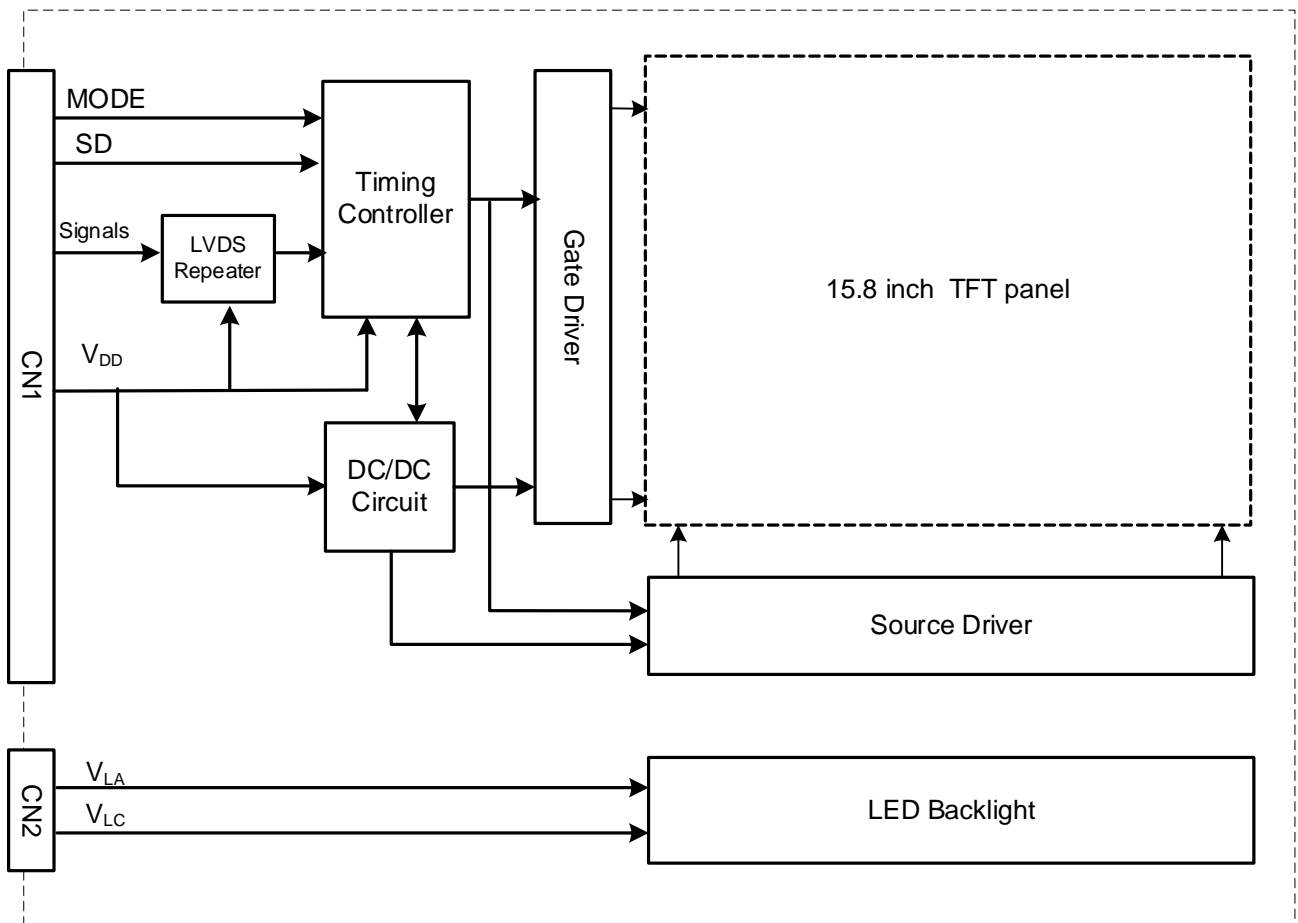 MODE
SD
Signals
LVDS
Repeater
Timing
Controller
Gate Driver
15.8 inch TFT panel
CN1
VDD
DC/DC
Circuit
Source Driver
CN2
VLA
VLC
LED Backlight